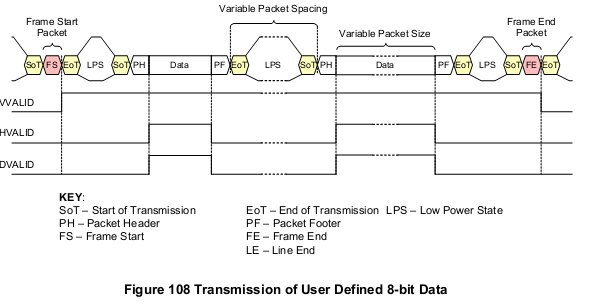 Variable Packet Spacing
Frame Start Packet
Variable Packet Size
Frame End Packet
SoT FS EoT LPS SoT PH Data PF EoT LPS SoT PH Data PF EoT LPS SoT FE EoT
VVALID
HVALID
DVALID
KEY:
SoT – Start of Transmission EoT – End of Transmission LPS – Low Power State
PH – Packet Header PF – Packet Footer
FS – Frame Start FE – Frame End
LE – Line End
Figure 108 Transmission of User Defined 8-bit Data